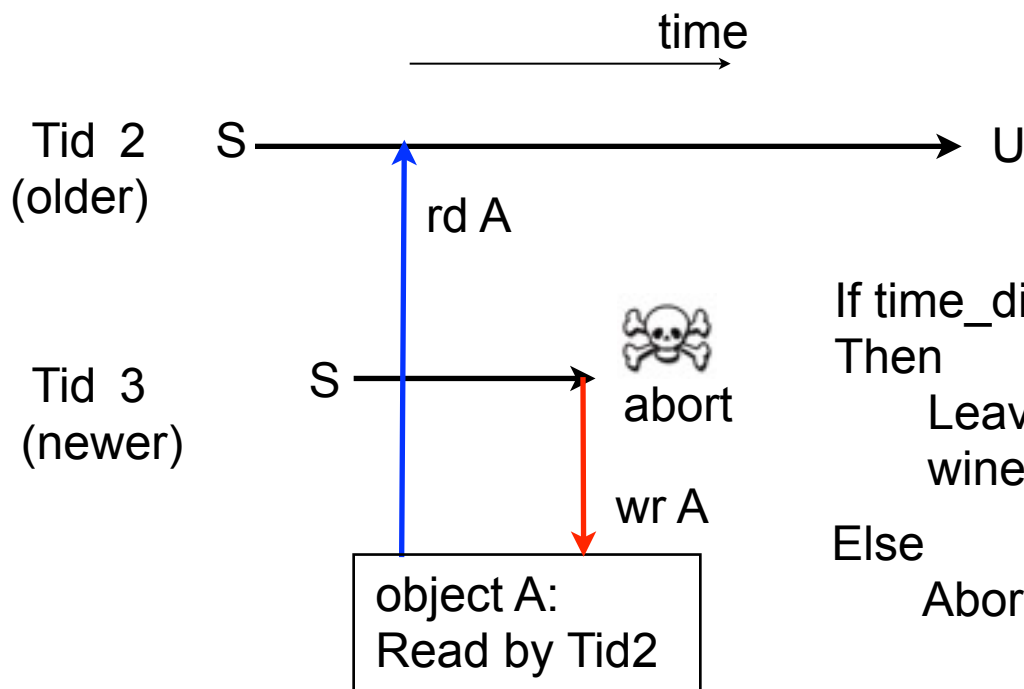 time
Tid 2
(older)
S
U
rd A
Tid 3
(newer)
S
abort
wr A
object A:
Read by Tid2
If time_di
Then
Leav
wine
Else
Abor